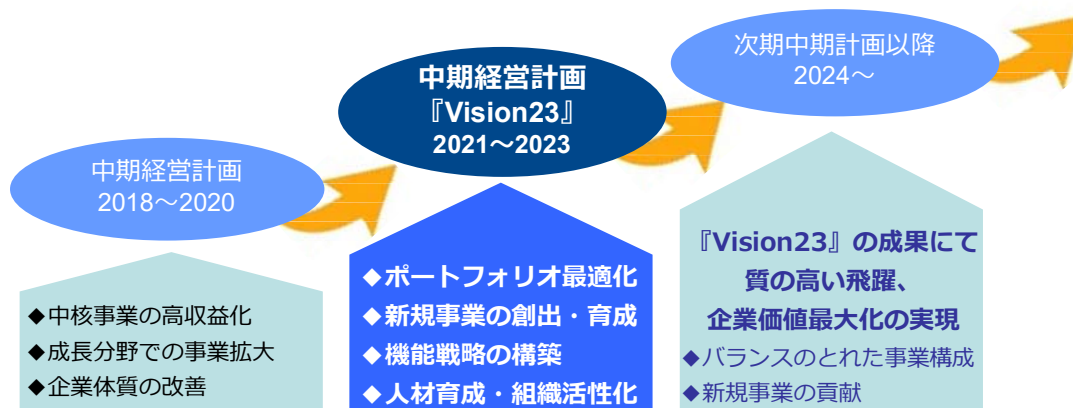 中期経営計画
2018～2020
◆中核事業の高収益化
◆成長分野での事業拡大
◆企業体質の改善
中期経営計画
『Vision23』
2021～2023
◆ポートフォリオ最適化
◆新規事業の創出・育成
◆機能戦略の構築
◆人材育成・組織活性化
次期中期計画以降
2024～
『Vision23』の成果にて
質の高い飛躍、
企業価値最大化の実現
◆バランスのとれた事業構成
◆新規事業の貢献